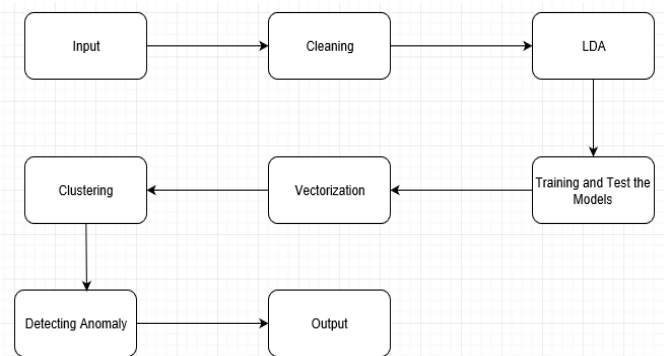 Input
Cleaning
LDA
Training and Test the
Models
Vectorization
Clustering
Detecting Anomaly
Output